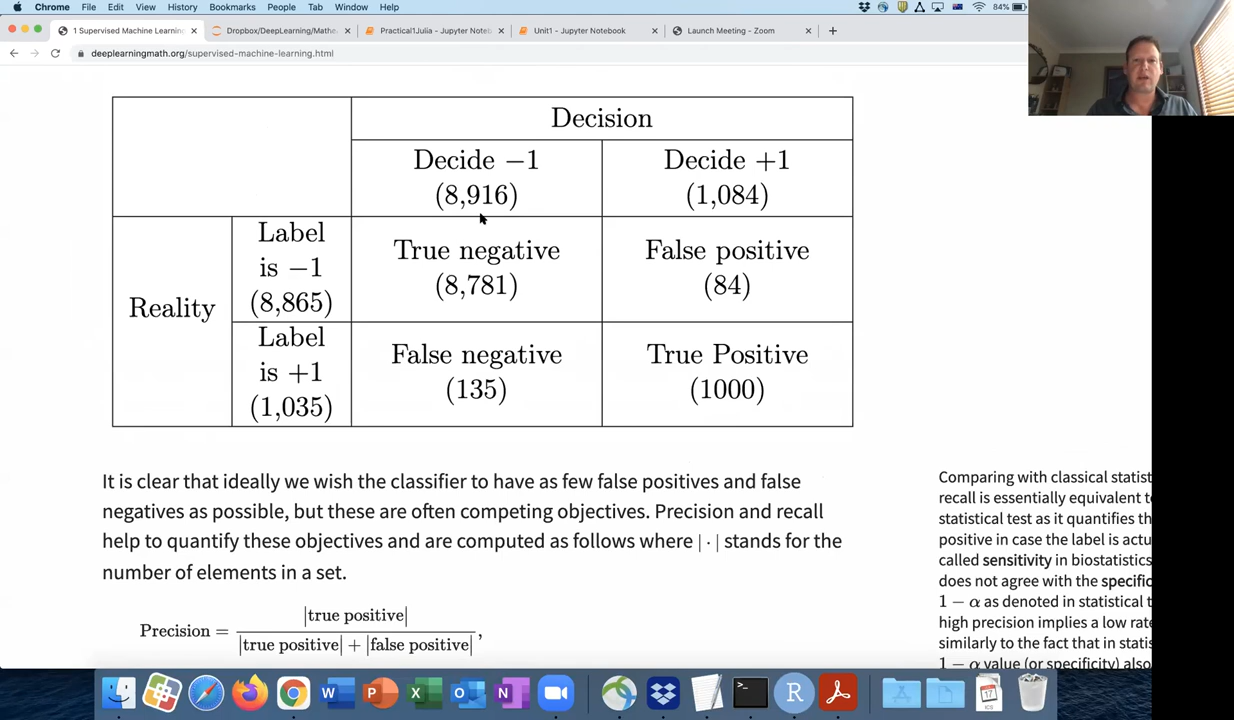 Chrome File Edit View History Bookmarks People Tab Window Help 84%
1 Supervised Machine Learnin Dropbox/DeepLearning/Mathe. Practical1Julia - Jupyter Noteb Unit1 - Jupyter Notebook Launch Meeting - Zoom
deeplearningmath.org/supervised-machine-learning.html
Decision
Decide −1
(8,916)
Decide +1
(1,084)
Reality
Label
is −1
(8,865)
True negative
(8,781)
False positive
(84)
Label
is +1
(1,035)
False negative
(135)
True Positive
(1000)
It is clear that ideally we wish the classifier to have as few false positives and false
negatives as possible, but these are often competing objectives. Precision and recall
help to quantify these objectives and are computed as follows where | · | stands for the
number of elements in a set.
Precision = |true positive| / |true positive| + |false positive|,
Comparing with classical statist
recall is essentially equivalent t
statistical test as it quantifies th
positive in case the label is actu
called sensitivity in biostatistics
does not agree with the specific
1 − α as denoted in statistical t
high precision implies a low rate
similarly to the fact that in statis
1 − α value (or specificity) also